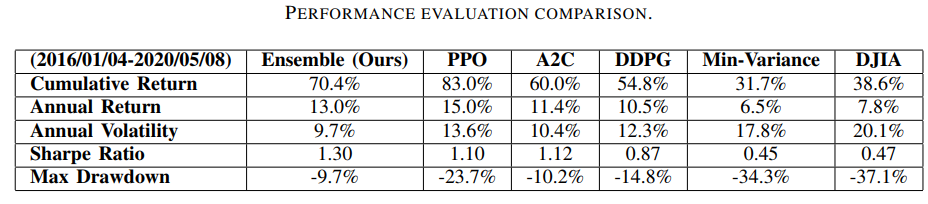 PERFORMANCE EVALUATION COMPARISON.
(2016/01/04-2020/05/08) Ensemble (Ours) PPO A2C DDPG Min-Variance DJIA
Cumulative Return 70.4% 83.0% 60.0% 54.8% 31.7% 38.6%
Annual Return 13.0% 15.0% 11.4% 10.5% 6.5% 7.8%
Annual Volatility 9.7% 13.6% 10.4% 12.3% 17.8% 20.1%
Sharpe Ratio 1.30 1.10 1.12 0.87 0.45 0.47
Max Drawdown -9.7% -23.7% -10.2% -14.8% -34.3% -37.1%